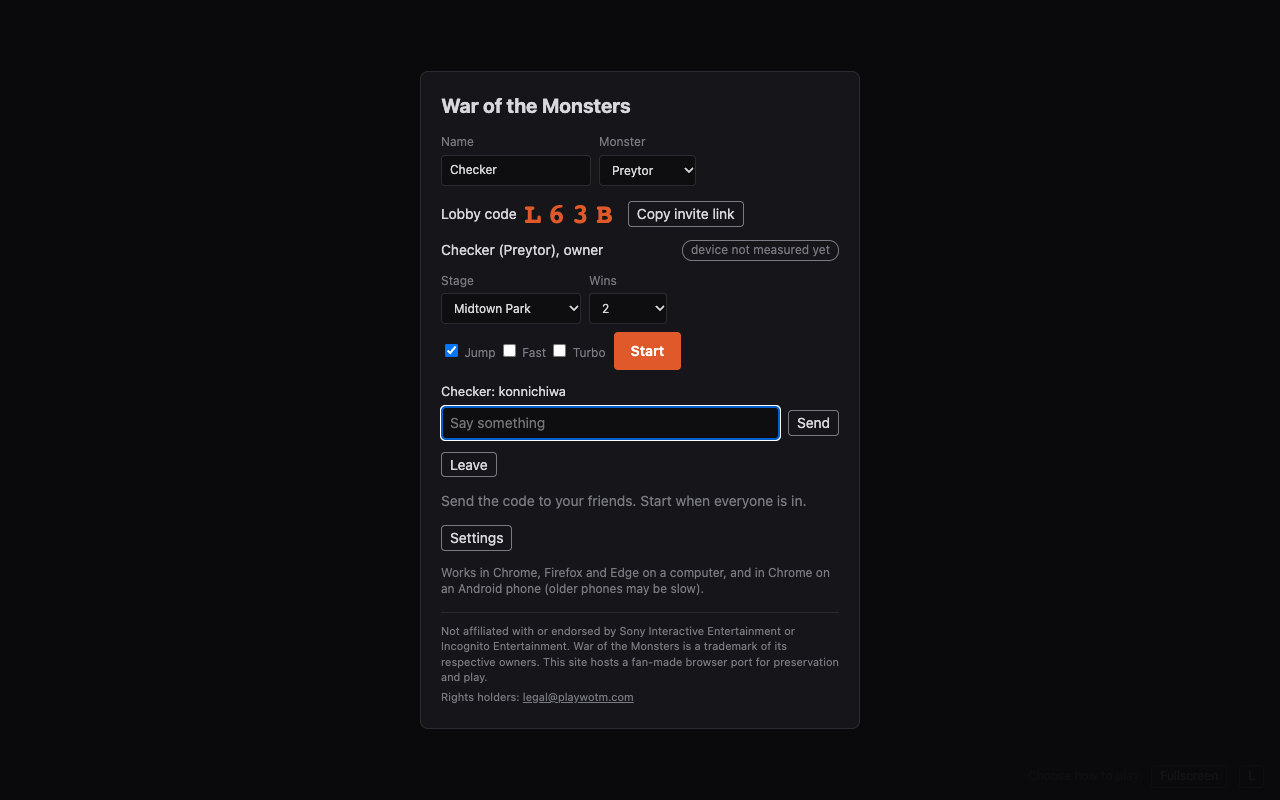 War of the Monsters
Name Monster
Checker Preytor
Lobby code L63B Copy invite link
Checker (Preytor), owner device not measured yet
Stage Wins
Midtown Park 2
Jump Fast Turbo Start
Checker: konnichiwa
Say something Send
Leave
Send the code to your friends. Start when everyone is in.
Settings
Works in Chrome, Firefox and Edge on a computer, and in Chrome on
an Android phone (older phones may be slow).
Not affiliated with or endorsed by Sony Interactive Entertainment or
Incognito Entertainment. War of the Monsters is a trademark of its
respective owners. This site hosts a fan-made browser port for preservation
and play.
Rights holders: legal@playwotm.com
Fullscreen